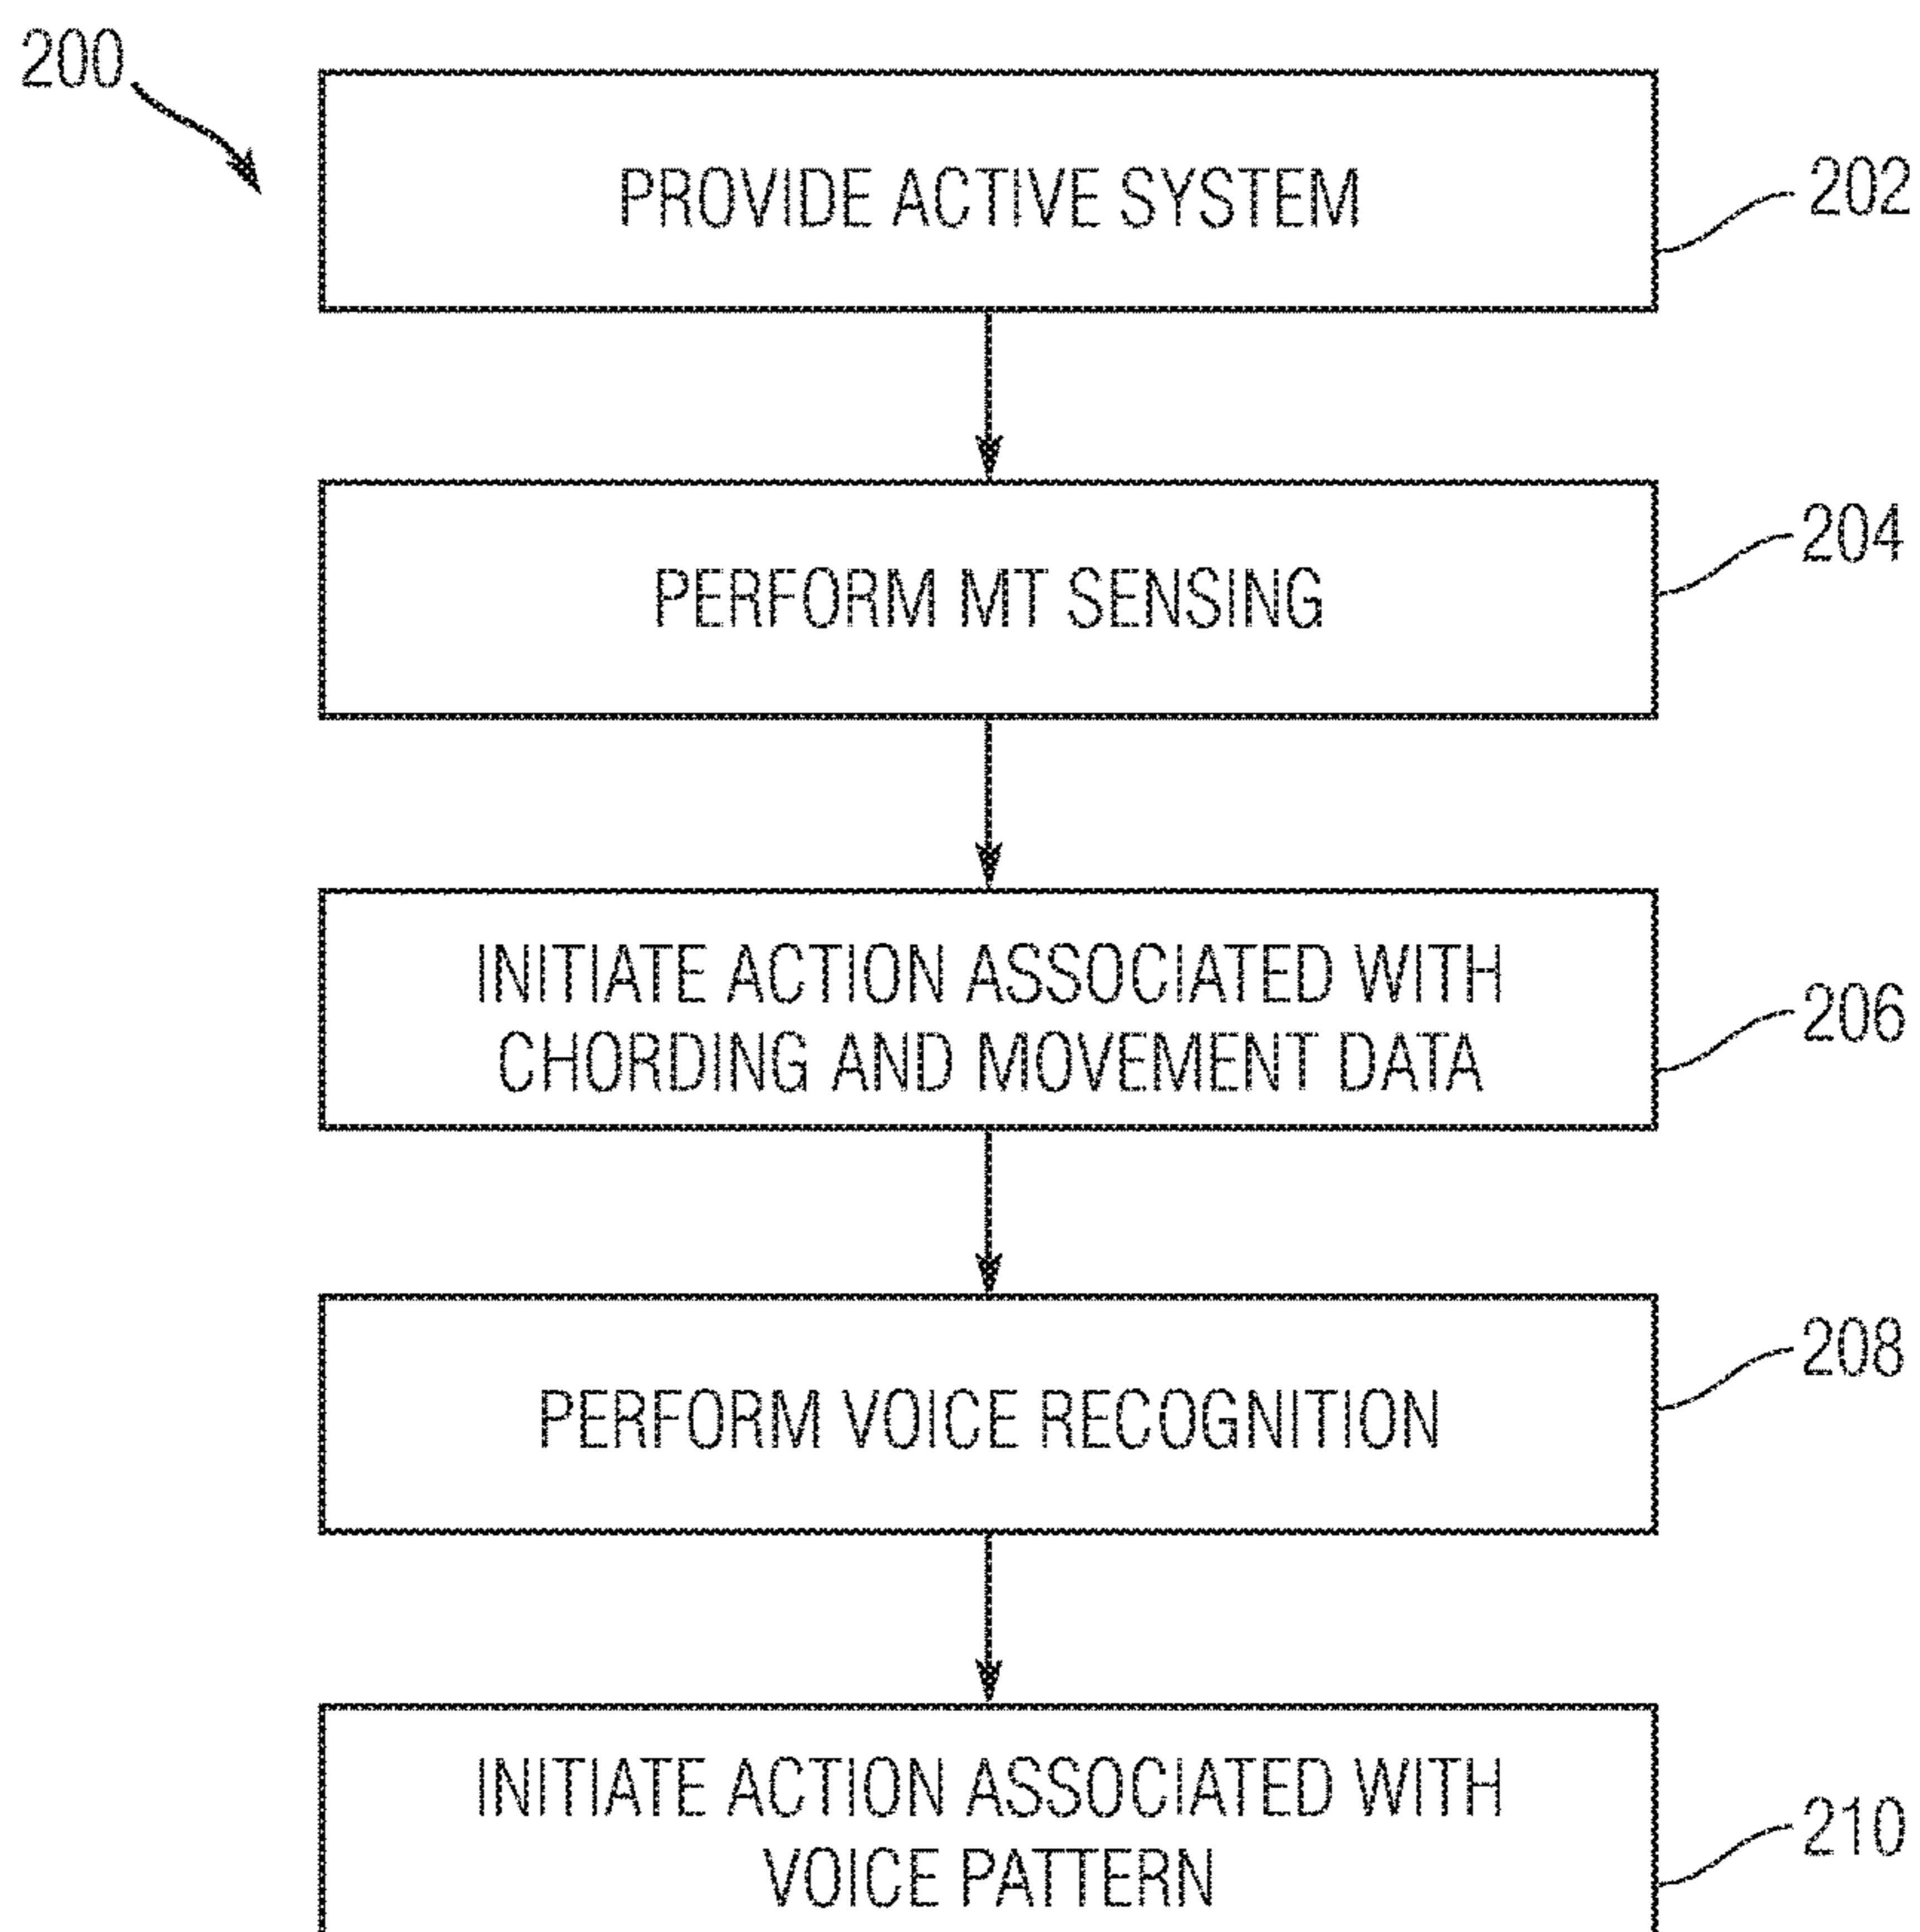 200
PROVIDE ACTIVE SYSTEM
202
PERFORM MT SENSING
204
INITIATE ACTION ASSOCIATED WITH
CHORDING AND MOVEMENT DATA
206
PERFORM VOICE RECOGNITION
208
INITIATE ACTION ASSOCIATED WITH
VOICE PATTERN
210